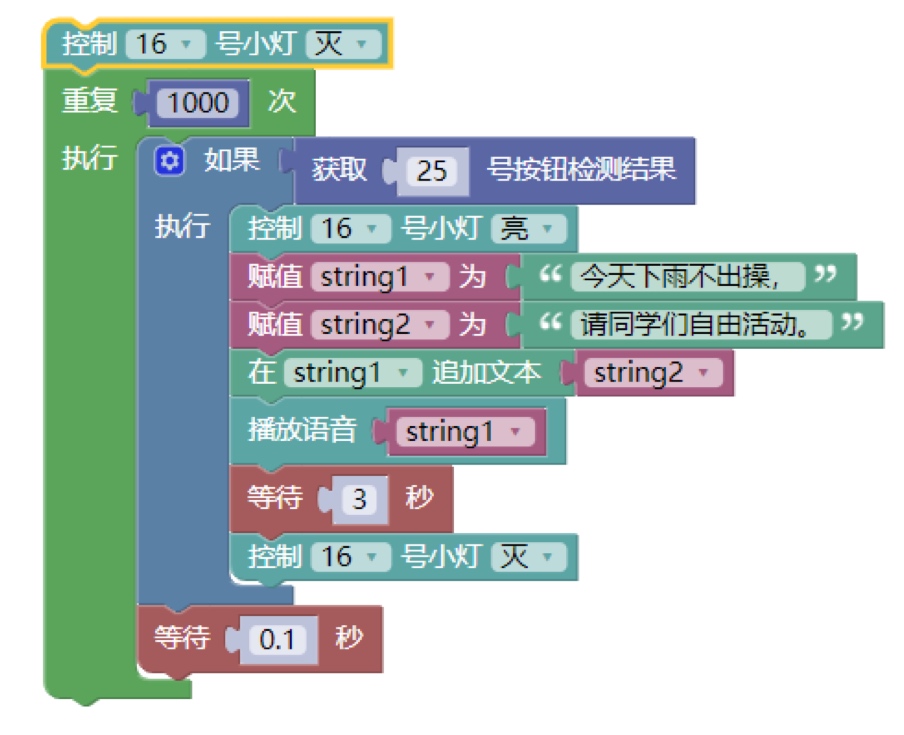 控制 16 号小灯 灭
重复 1000 次
执行 如果 获取 25 号按钮检测结果
执行 控制 16 号小灯 亮
赋值 string1 为 “ 今天下雨不出操， ”
赋值 string2 为 “ 请同学们自由活动。 ”
在 string1 追加文本 string2
播放语音 string1
等待 3 秒
控制 16 号小灯 灭
等待 0.1 秒